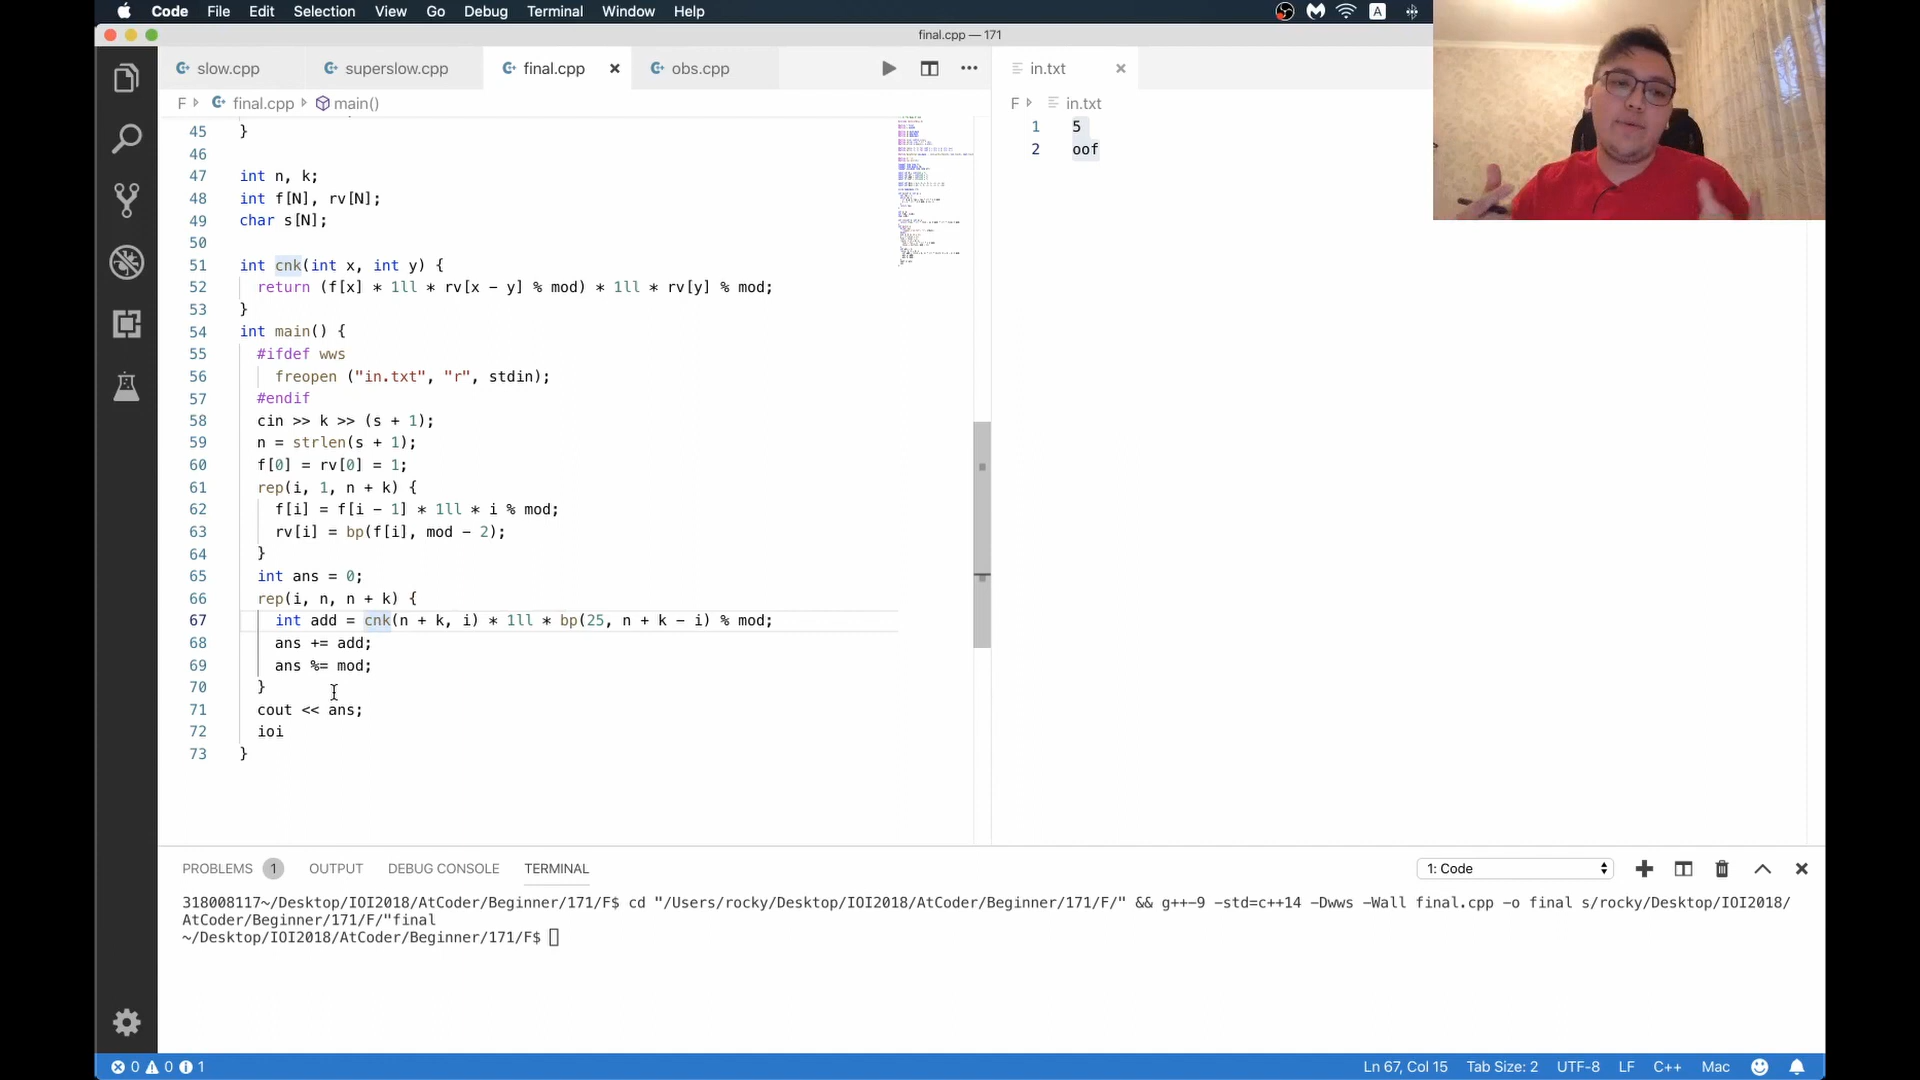 Code File Edit Selection View Go Debug Terminal Window Help
A
final.cpp — 171
slow.cpp superslow.cpp final.cpp obs.cpp in.txt
F final.cpp main() F in.txt
45 }
46
47 int n, k;
48 int f[N], rv[N];
49 char s[N];
50
51 int cnk(int x, int y) {
52 return (f[x] * 1ll * rv[x - y] % mod) * 1ll * rv[y] % mod;
53 }
54 int main() {
55 #ifdef wws
56 freopen ("in.txt", "r", stdin);
57 #endif
58 cin >> k >> (s + 1);
59 n = strlen(s + 1);
60 f[0] = rv[0] = 1;
61 rep(i, 1, n + k) {
62 f[i] = f[i - 1] * 1ll * i % mod;
63 rv[i] = bp(f[i], mod - 2);
64 }
65 int ans = 0;
66 rep(i, n, n + k) {
67 int add = cnk(n + k, i) * 1ll * bp(25, n + k - i) % mod;
68 ans += add;
69 ans %= mod;
70 }
71 cout << ans;
72 ioi
73 }
1 5
2 oof
PROBLEMS 1 OUTPUT DEBUG CONSOLE TERMINAL 1: Code
318008117~/Desktop/IOI2018/AtCoder/Beginner/171/F$ cd "/Users/rocky/Desktop/IOI2018/AtCoder/Beginner/171/F/" && g++-9 -std=c++14 -Dwws -Wall final.cpp -o final s/rocky/Desktop/IOI2018/
AtCoder/Beginner/171/F/"final
~/Desktop/IOI2018/AtCoder/Beginner/171/F$
0 0 1 Ln 67, Col 15 Tab Size: 2 UTF-8 LF C++ Mac